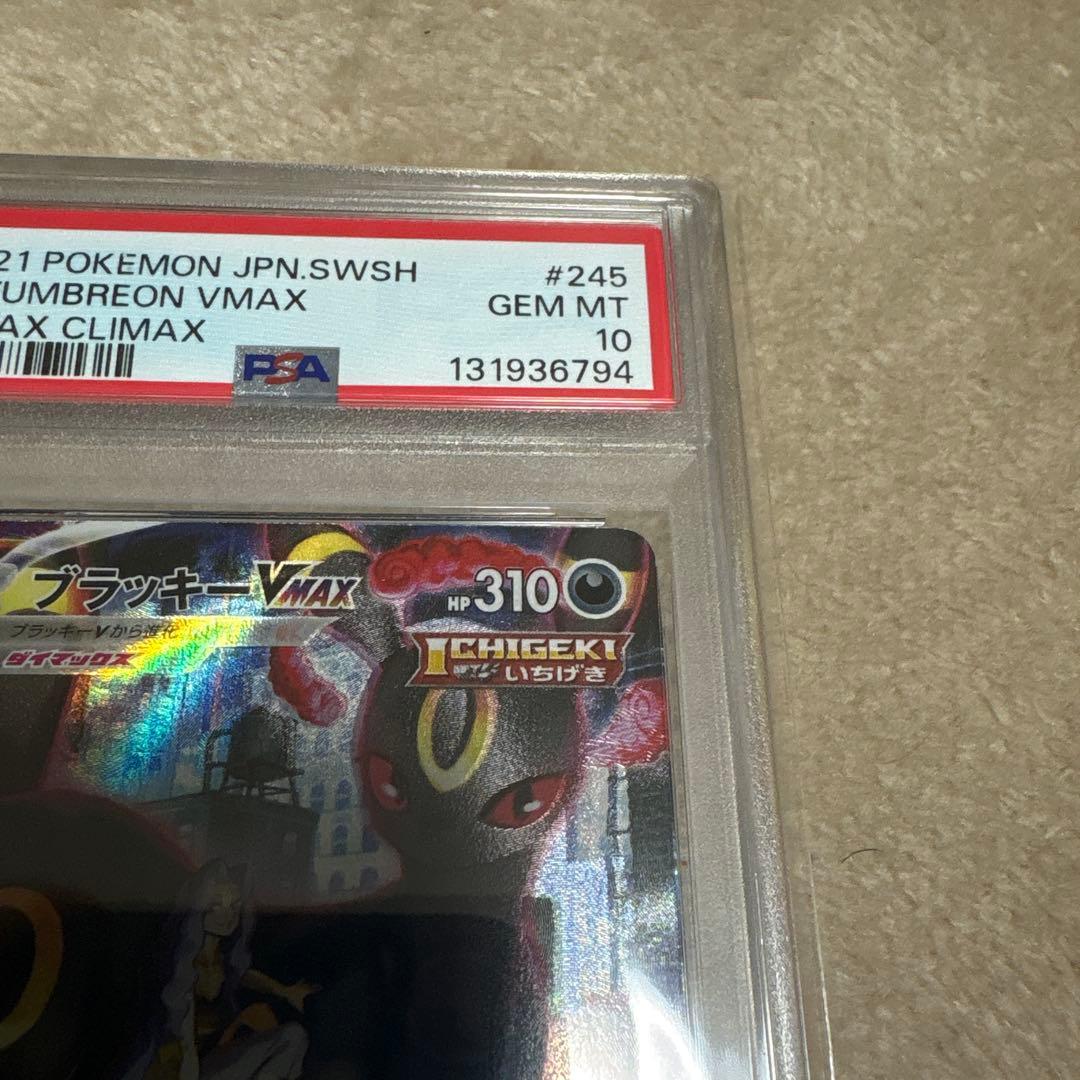 21 POKEMON JPN.SWSH #245
/UMBREON VMAX GEM MT
AX CLIMAX 10
PSA 131936794
ブラッキーVMAX HP310
ブラッキーVから進化
ダイマックス
ICHIGEKI
いちげき